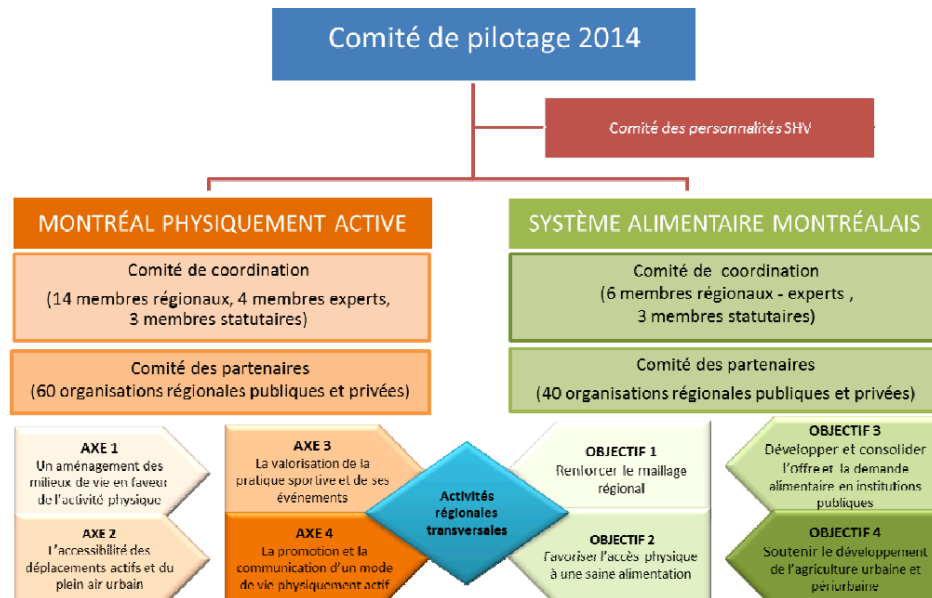 Comité de pilotage 2014
Comité des personnalités SHV
MONTRÉAL PHYSIQUEMENT ACTIVE
Comité de coordination
(14 membres régionaux, 4 membres experts,
3 membres statutaires)
Comité des partenaires
(60 organisations régionales publiques et privées)
SYSTÈME ALIMENTAIRE MONTRÉALAIS
Comité de coordination
(6 membres régionaux - experts ,
3 membres statutaires)
Comité des partenaires
(40 organisations régionales publiques et privées)
AXE 1
Un aménagement des
milieux de vie en faveur
de l'activité physique
AXE 2
L'accessibilité des
déplacements actifs et du
plein air urbain
AXE 3
La valorisation de la
pratique sportive et de ses
événements
AXE 4
La promotion et la
communication d'un mode
de vie physiquement actif
Activités
régionales
transversales
OBJECTIF 1
Renforcer le maillage
régional
OBJECTIF 2
Favoriser l'accès physique
à une saine alimentation
OBJECTIF 3
Développer et consolider
l'offre et la demande
alimentaire en institutions
publiques
OBJECTIF 4
Soutenir le développement
de l'agriculture urbaine et
périurbaine